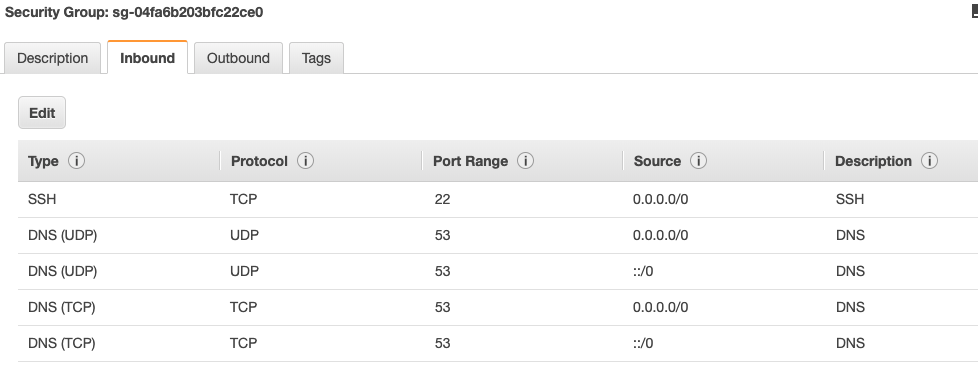 Security Group: sg-04fa6b203bfc22ce0
Description Inbound Outbound Tags
Edit
Type i Protocol i Port Range i Source i Description i
SSH TCP 22 0.0.0.0/0 SSH
DNS (UDP) UDP 53 0.0.0.0/0 DNS
DNS (UDP) UDP 53 ::/0 DNS
DNS (TCP) TCP 53 0.0.0.0/0 DNS
DNS (TCP) TCP 53 ::/0 DNS